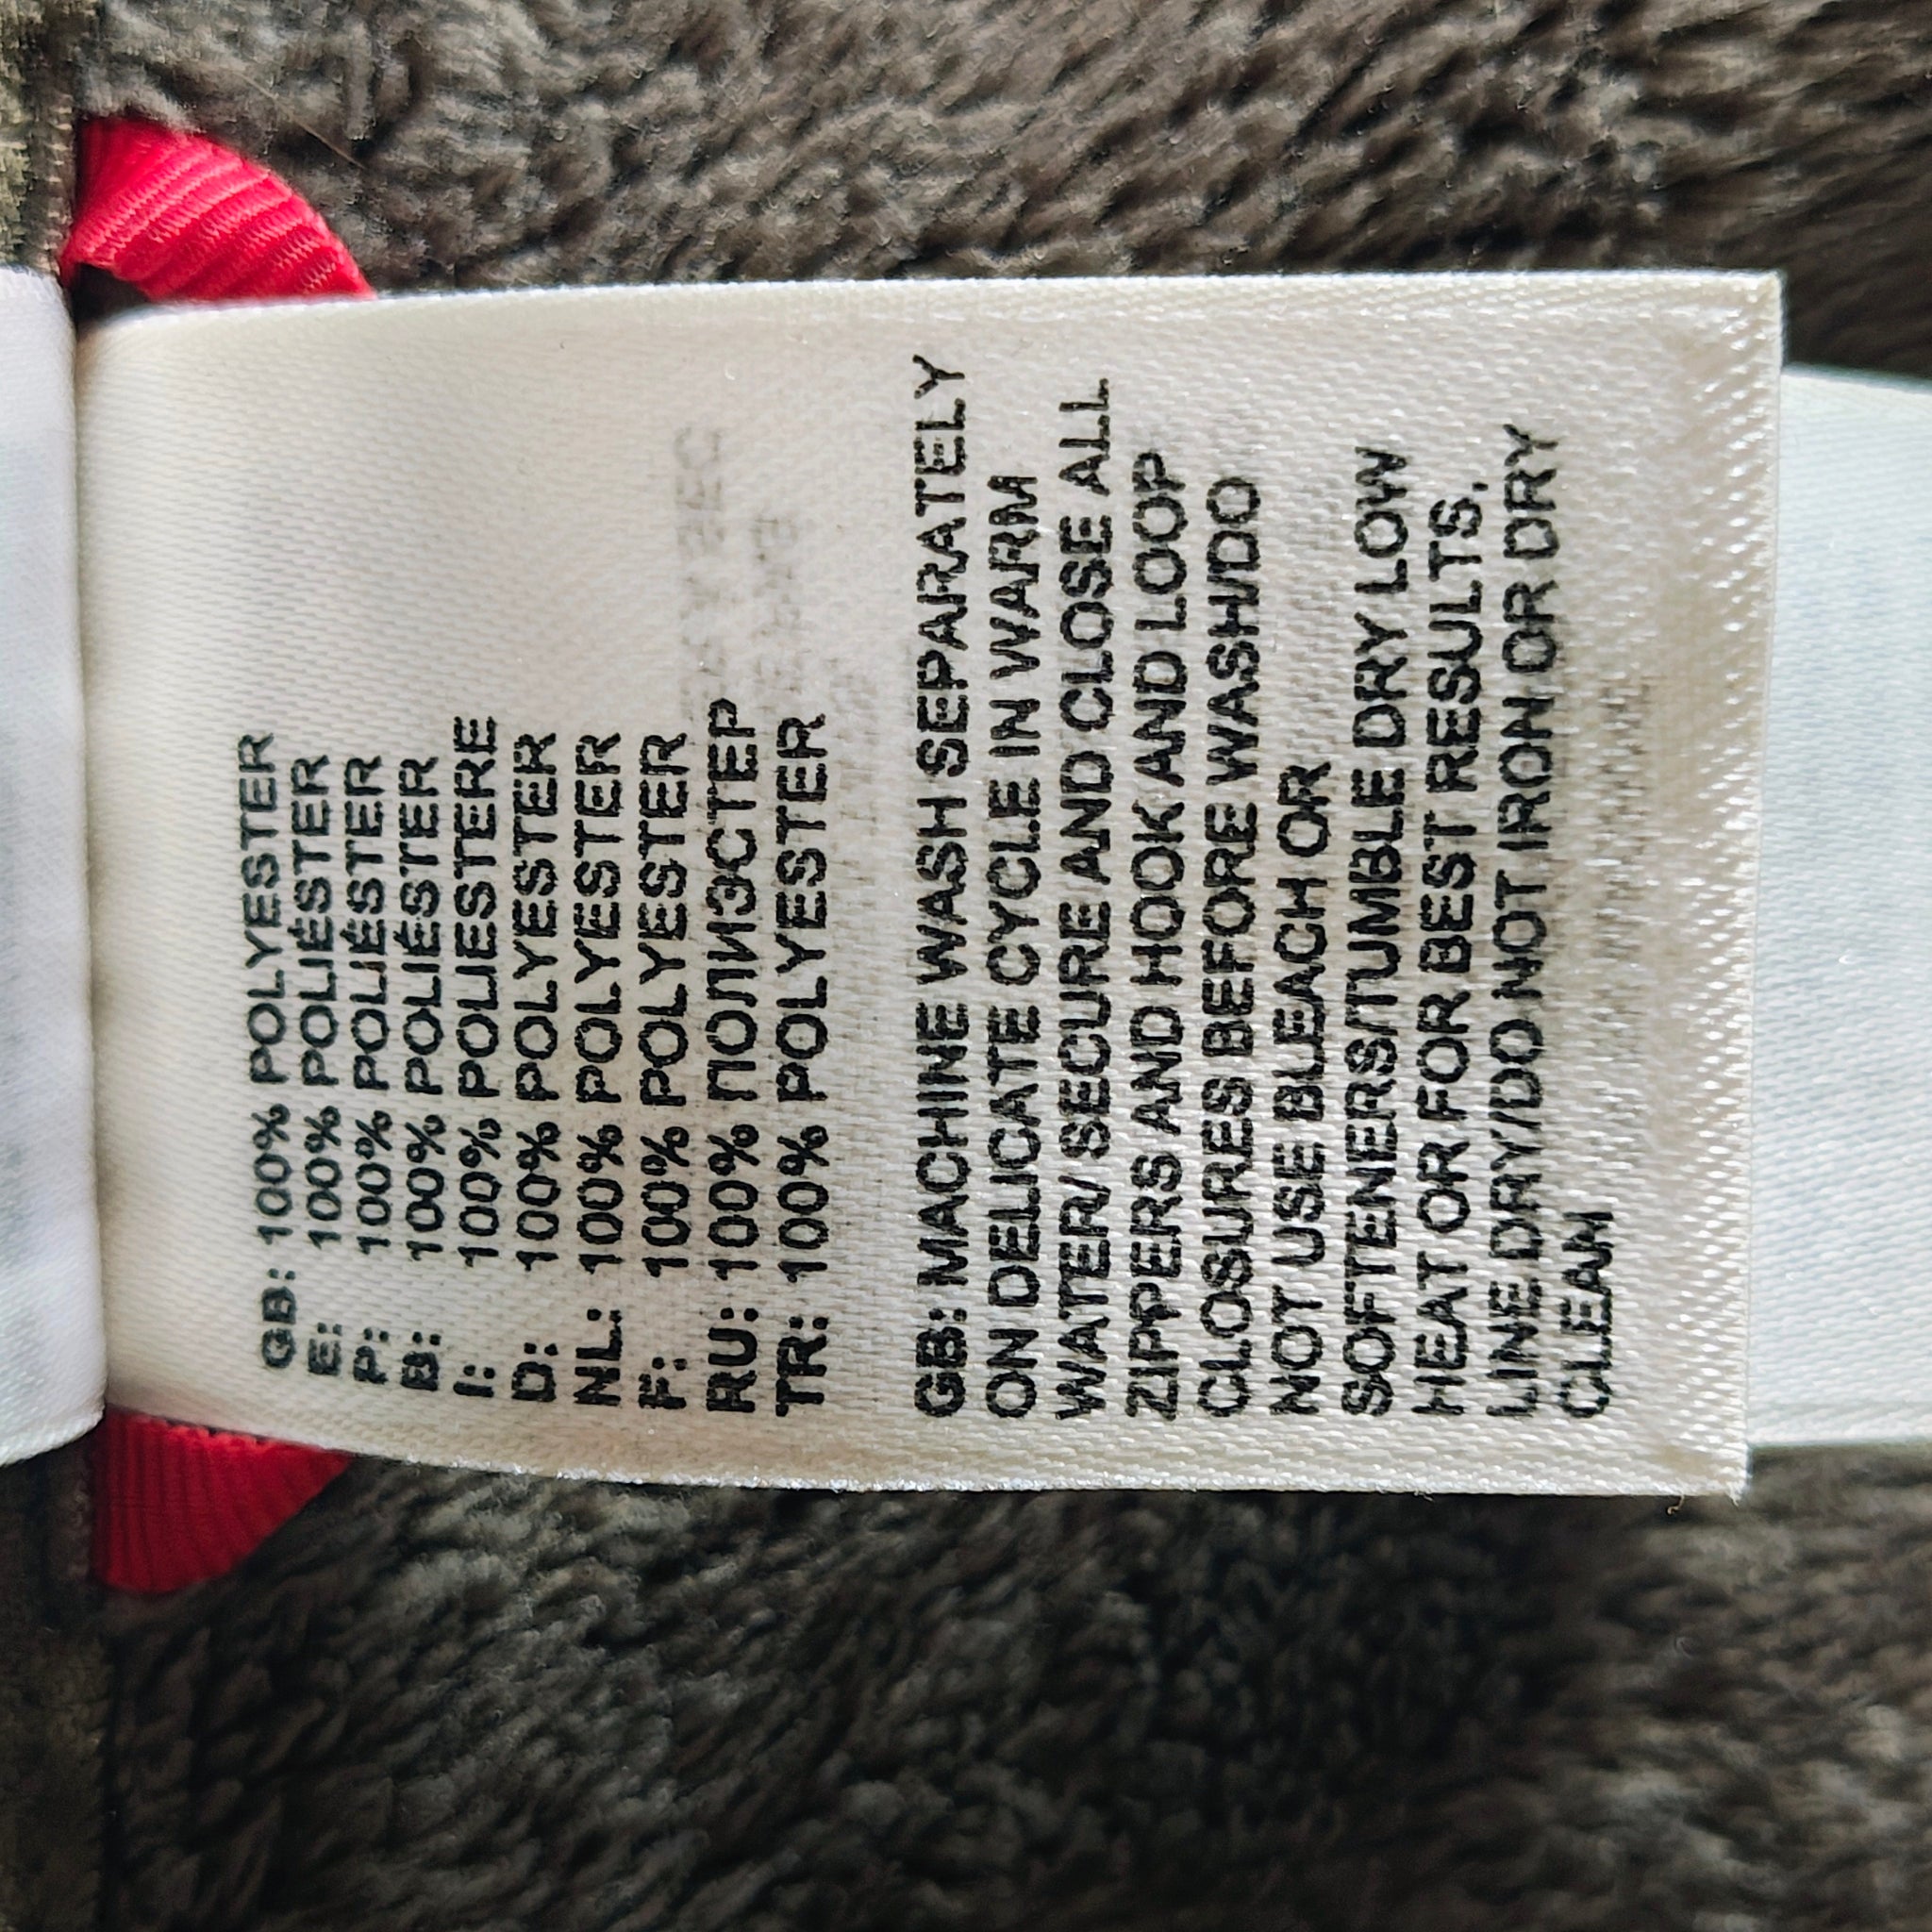 GB: 100% POLYESTER
E: 100% POLIÉSTER
P: 100% POLIÉSTER
B: 100% POLIÉSTER
I: 100% POLIESTERE
D: 100% POLYESTER
NL: 100% POLYESTER
F: 100% POLYESTER
RU: 100% ПОЛИЭСТЕР
TR: 100% POLYESTER
GB: MACHINE WASH SEPARATELY
ON DELICATE CYCLE IN WARM
WATER/ SECURE AND CLOSE ALL
ZIPPERS AND HOOK AND LOOP
CLOSURES BEFORE WASH/DO
NOT USE BLEACH OR
SOFTENERS/TUMBLE DRY LOW
HEAT OR FOR BEST RESULTS,
LINE DRY/DO NOT IRON OR DRY
CLEAN